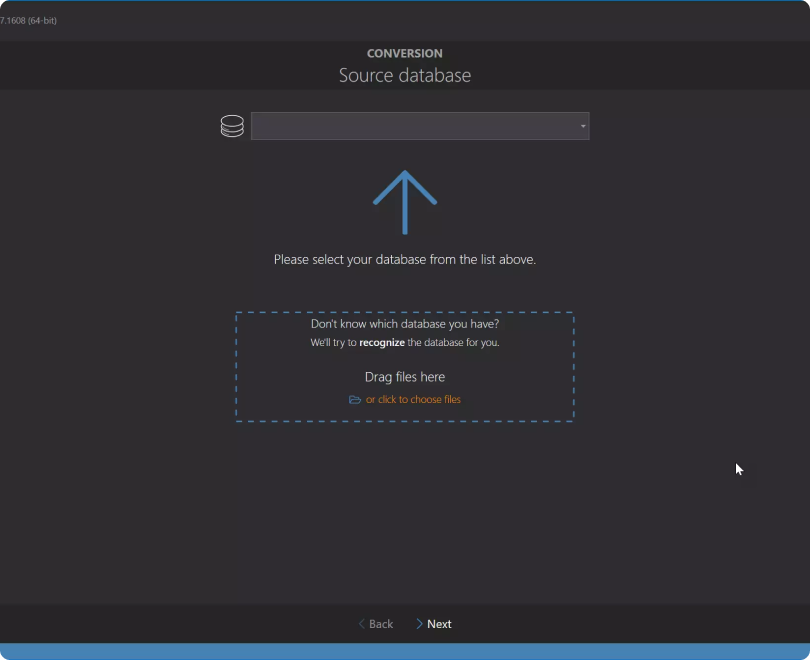 7.1608 (64-bit)
CONVERSION
Source database
Please select your database from the list above.
Don't know which database you have?
We'll try to recognize the database for you.
Drag files here
or click to choose files
Back
Next